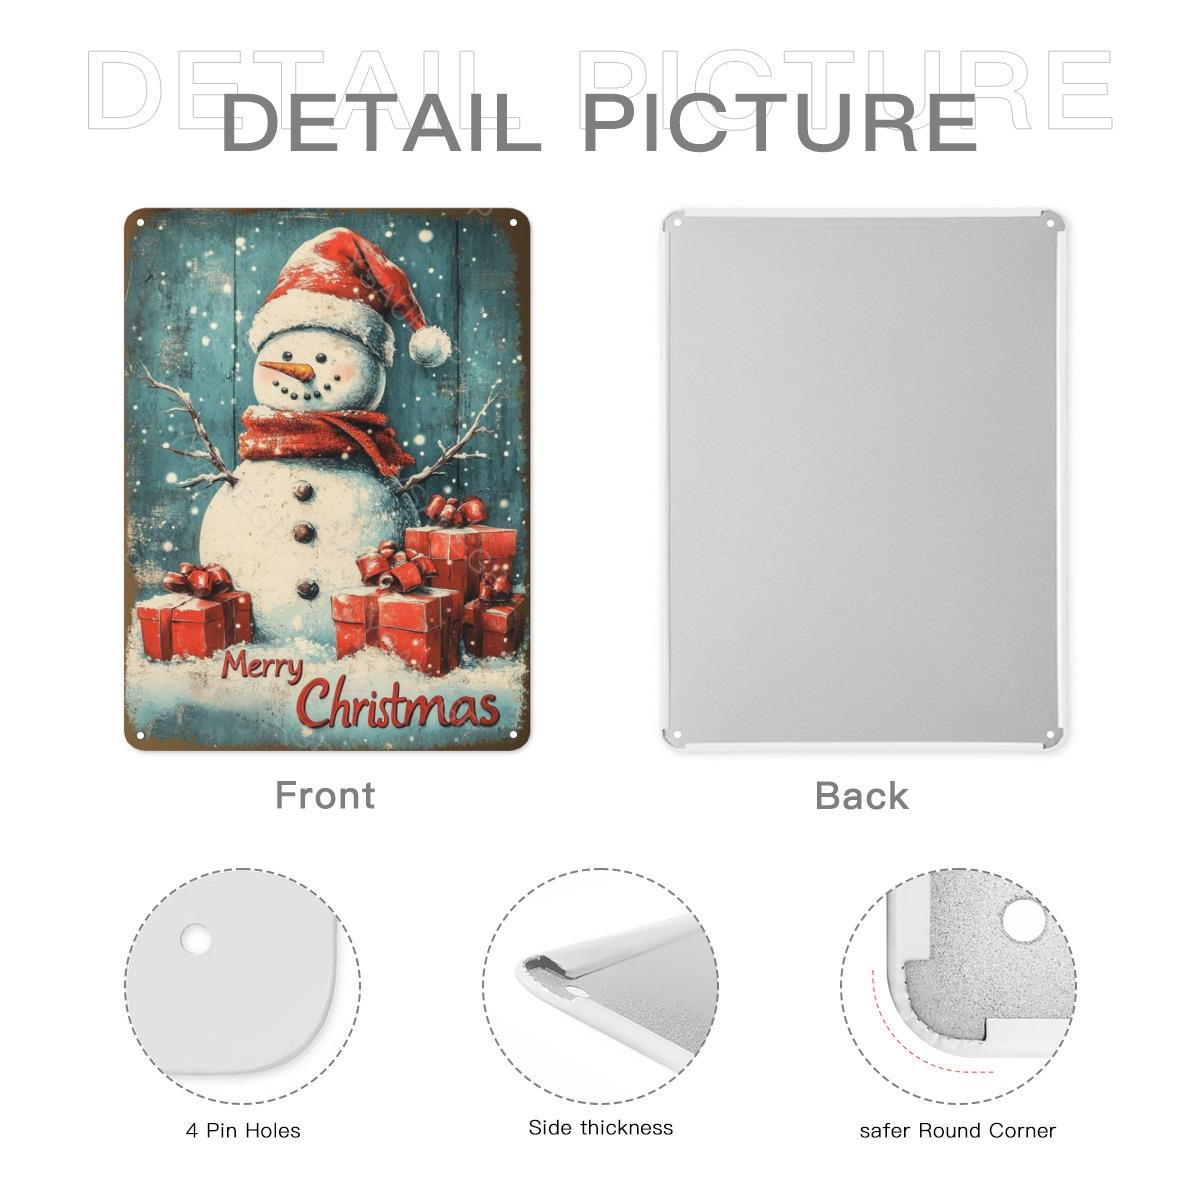 DETAIL PICTURE
DETAIL PICTURE
Merry
Christmas
Front
Back
4 Pin Holes
Side thickness
safer Round Corner